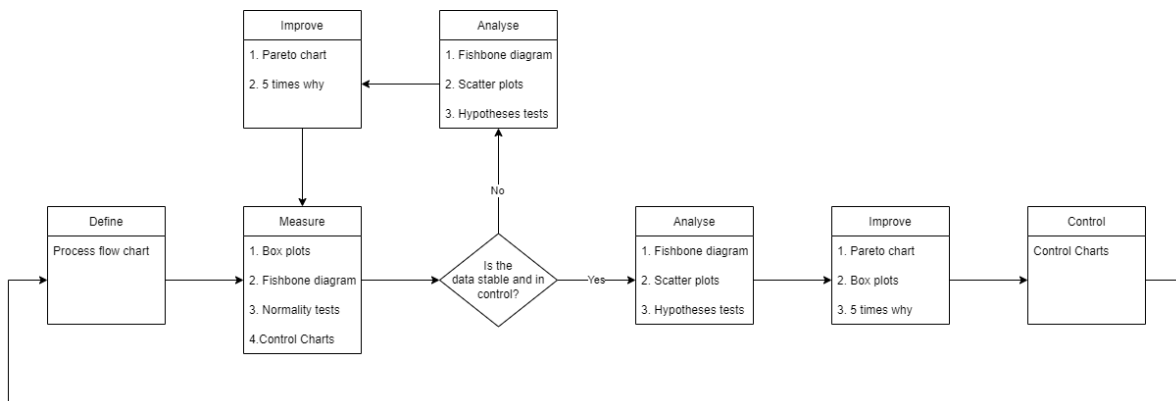 Improve
1. Pareto chart
2. 5 times why
Analyse
1. Fishbone diagram
2. Scatter plots
3. Hypotheses tests
No
Define
Process flow chart
Measure
1. Box plots
2. Fishbone diagram
3. Normality tests
4.Control Charts
Is the
data stable and in
control?
Yes
Analyse
1. Fishbone diagram
2. Scatter plots
3. Hypotheses tests
Improve
1. Pareto chart
2. Box plots
3. 5 times why
Control
Control Charts